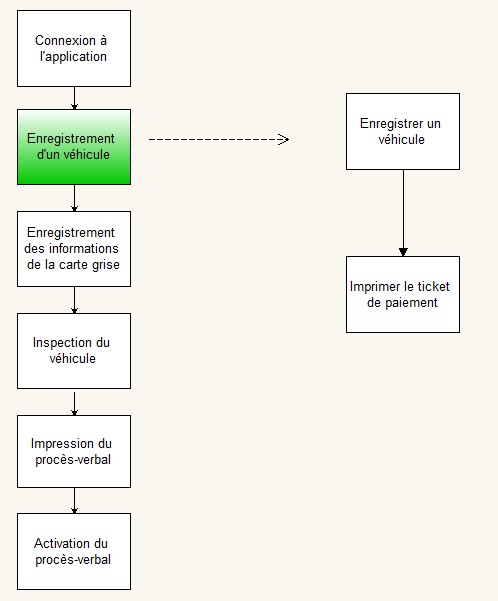 Connexion à
l'application
Enregistrement
d'un véhicule
Enregistrement
des informations
de la carte grise
Inspection du
véhicule
Impression du
procès-verbal
Activation du
procès-verbal
Enregistrer un
véhicule
Imprimer le ticket
de paiement